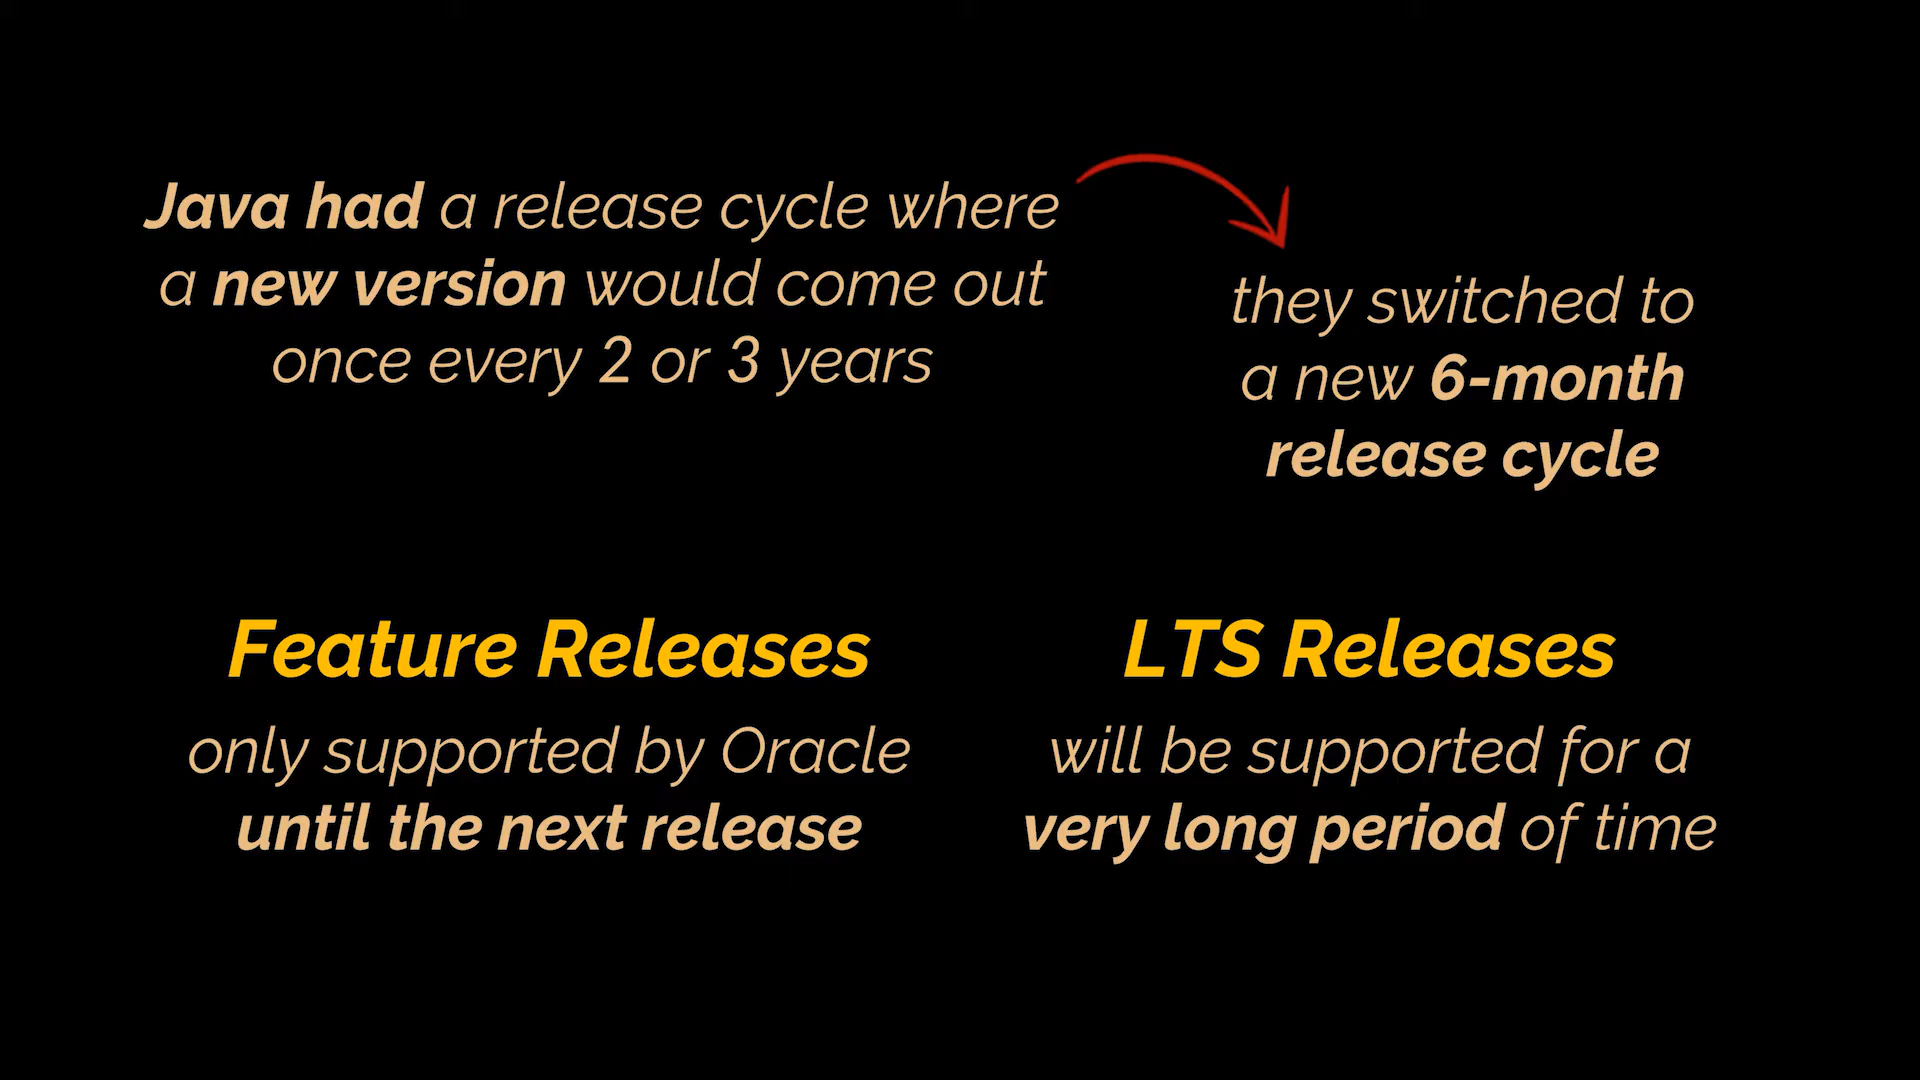 Java had a release cycle where
a new version would come out
once every 2 or 3 years
they switched to
a new 6-month
release cycle
Feature Releases
only supported by Oracle
until the next release
LTS Releases
will be supported for a
very long period of time